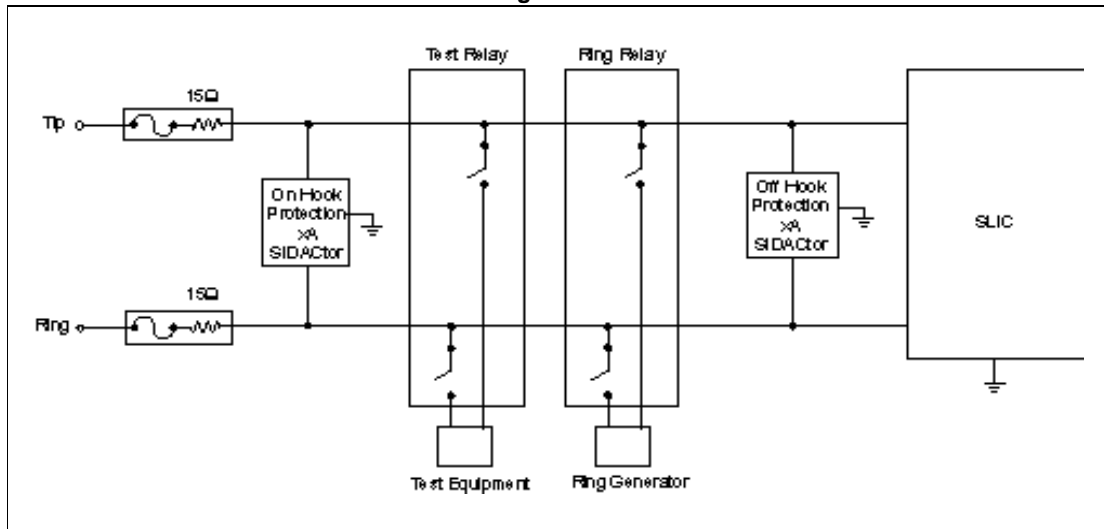 g
Test Relay
Ring Relay
15Ω
Tip
On Hook
Protection
xA
SIDACtor
Off Hook
Protection
xA
SIDACtor
SLIC
15Ω
Ring
Test Equipment
Ring Generator